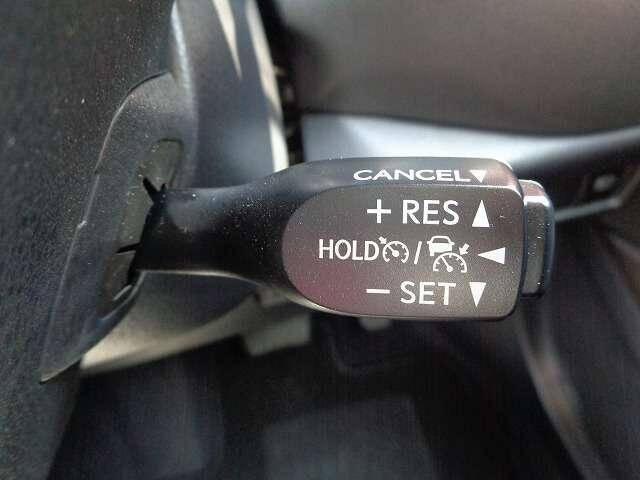 CANCEL▼
+ RES ▲
HOLD / ◀
− SET ▼